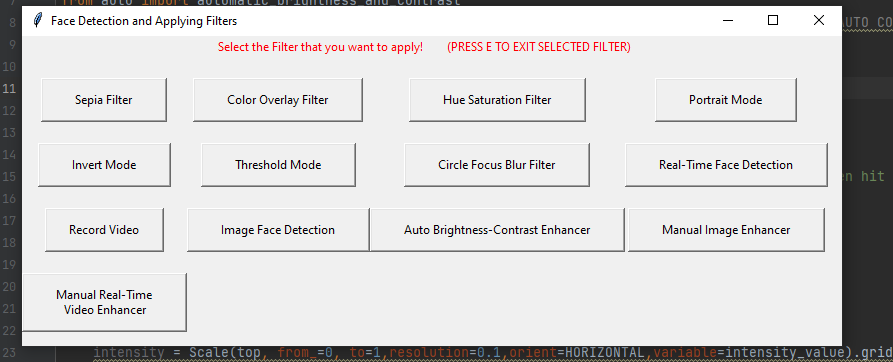 from auto import automatic_brightness_and_contrast
7
8
Face Detection and Applying Filters
AUTO CO
Select the Filter that you want to apply! (PRESS E TO EXIT SELECTED FILTER)
9
10
Sepia Filter Color Overlay Filter Hue Saturation Filter Portrait Mode
11
12
13
Invert Mode Threshold Mode Circle Focus Blur Filter Real-Time Face Detection
14
15
en hit
16
17
Record Video Image Face Detection Auto Brightness-Contrast Enhancer Manual Image Enhancer
18
19
20
Manual Real-Time
Video Enhancer
21
22
intensity = Scale(top, from_=0, to=1,resolution=0.1,orient=HORIZONTAL,variable=intensity_value).grid